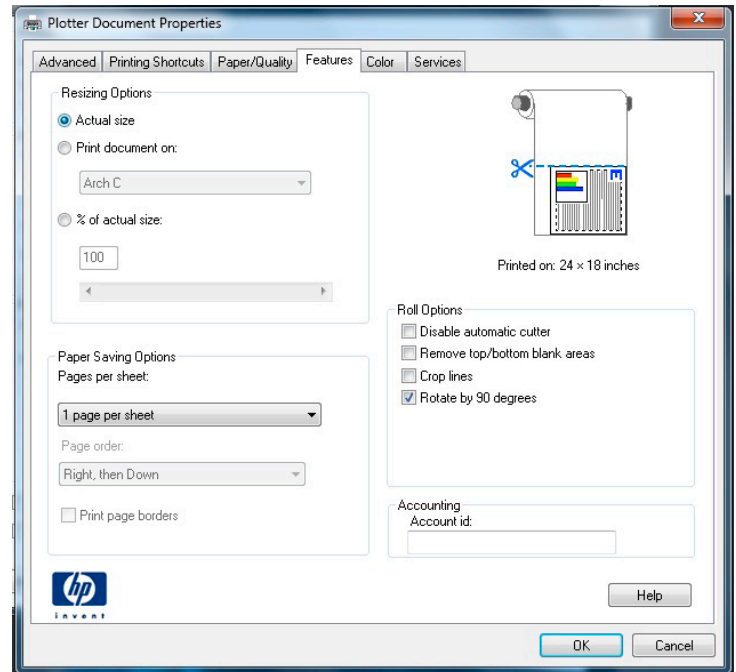 Plotter Document Properties
Advanced Printing Shortcuts Paper/Quality Features Color Services
Resizing Options
Actual size
Print document on:
Arch C
% of actual size:
100
Printed on: 24 × 18 inches
Roll Options
Disable automatic cutter
Remove top/bottom blank areas
Crop lines
Rotate by 90 degrees
Paper Saving Options
Pages per sheet:
1 page per sheet
Page order:
Right, then Down
Print page borders
Accounting
Account id:
hp
invent
Help
OK Cancel